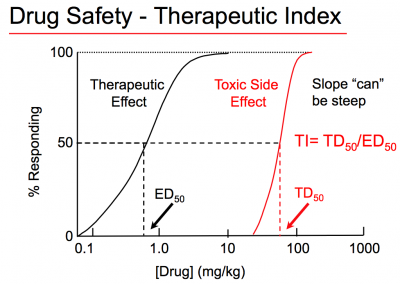 Drug Safety - Therapeutic Index
100
Therapeutic
Effect
Toxic Side
Effect
Slope “can”
be steep
50
TI= TD50/ED50
% Responding
ED50
TD50
0
0.1
1.0
10
100
1000
[Drug] (mg/kg)